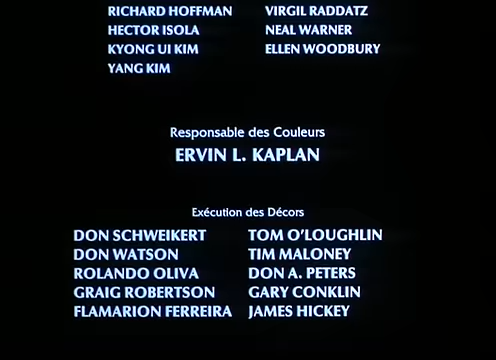 RICHARD HOFFMAN VIRGIL RADDATZ
HECTOR ISOLA NEAL WARNER
KYONG UI KIM ELLEN WOODBURY
YANG KIM
Responsable des Couleurs
ERVIN L. KAPLAN
Exécution des Décors
DON SCHWEIKERT TOM O'LOUGHLIN
DON WATSON TIM MALONEY
ROLANDO OLIVA DON A. PETERS
GRAIG ROBERTSON GARY CONKLIN
FLAMARION FERREIRA JAMES HICKEY